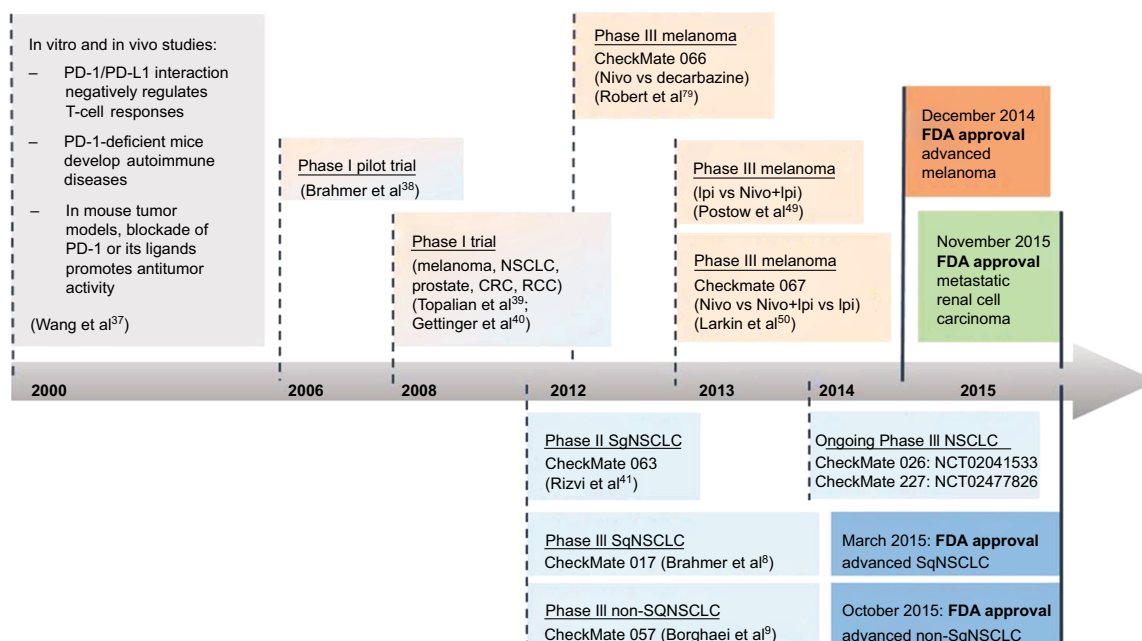 In vitro and in vivo studies:
– PD-1/PD-L1 interaction
negatively regulates
T-cell responses
– PD-1-deficient mice
develop autoimmune
diseases
– In mouse tumor
models, blockade of
PD-1 or its ligands
promotes antitumor
activity
(Wang et al37)
Phase I pilot trial
(Brahmer et al38)
Phase I trial
(melanoma, NSCLC,
prostate, CRC, RCC)
(Topalian et al39;
Gettinger et al40)
Phase III melanoma
CheckMate 066
(Nivo vs decarbazine)
(Robert et al79)
Phase III melanoma
(Ipi vs Nivo+Ipi)
(Postow et al49)
Phase III melanoma
Checkmate 067
(Nivo vs Nivo+Ipi vs Ipi)
(Larkin et al50)
December 2014
FDA approval
advanced
melanoma
November 2015
FDA approval
metastatic
renal cell
carcinoma
2000 2006 2008 2012 2013 2014 2015
Phase II SgNSCLC
CheckMate 063
(Rizvi et al41)
Phase III SqNSCLC
CheckMate 017 (Brahmer et al8)
Phase III non-SQNSCLC
CheckMate 057 (Borghaei et al9)
Ongoing Phase III NSCLC
CheckMate 026: NCT02041533
CheckMate 227: NCT02477826
March 2015: FDA approval
advanced SqNSCLC
October 2015: FDA approval
advanced non-SgNSCLC